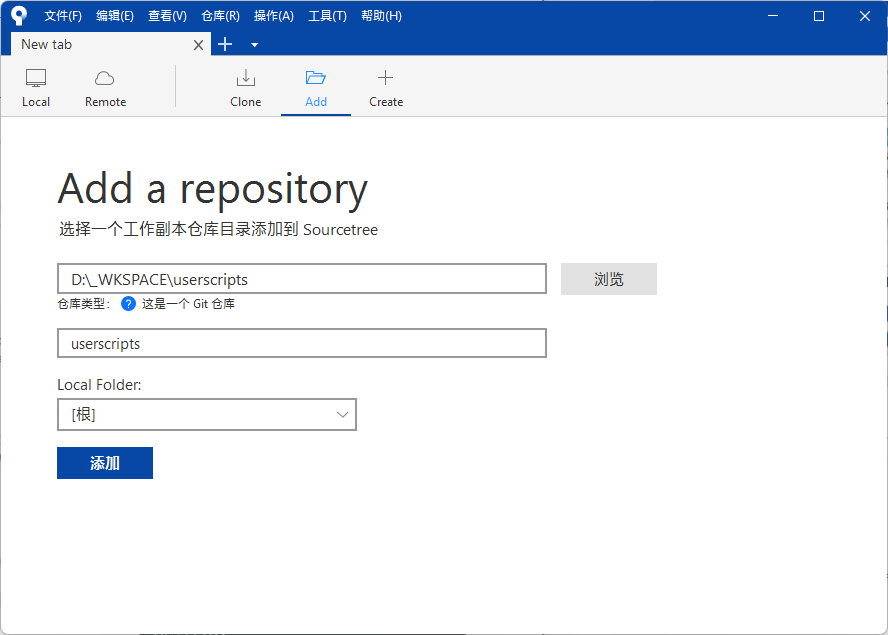 文件(F) 编辑(E) 查看(V) 仓库(R) 操作(A) 工具(T) 帮助(H)
New tab
Local Remote Clone Add Create
Add a repository
选择一个工作副本仓库目录添加到 Sourcetree
D:\_WKSPACE\userscripts 浏览
仓库类型: ? 这是一个 Git 仓库
userscripts
Local Folder:
[根]
添加